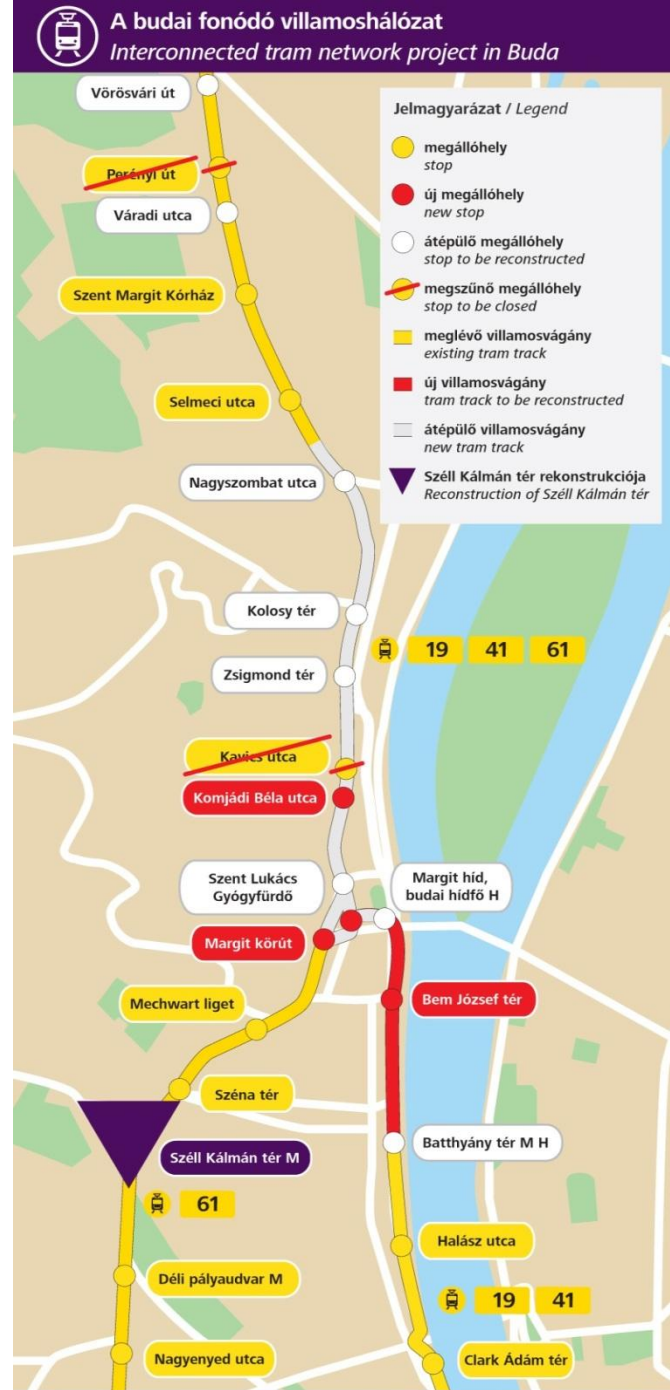 A budai fonódó villamoshálózat
Interconnected tram network project in Buda
Vörösvári út
Jelmagyarázat / Legend
megállóhely
stop
új megállóhely
new stop
átépülő megállóhely
stop to be reconstructed
megszűnő megállóhely
stop to be closed
meglévő villamosvágány
existing tram track
új villamosvágány
tram track to be reconstructed
átépülő villamosvágány
new tram track
Széll Kálmán tér rekonstrukciója
Reconstruction of Széll Kálmán tér
Perényi út
Váradi utca
Szent Margit Kórház
Selmeci utca
Nagyszombat utca
Kolosy tér
19 41 61
Zsigmond tér
Kavics utca
Komjádi Béla utca
Szent Lukács
Gyógyfürdő
Margit híd,
budai hídfő H
Margit körút
Bem József tér
Mechwart liget
Széna tér
Batthyány tér M H
Széll Kálmán tér M
61
Halász utca
Déli pályaudvar M
19 41
Nagyenyed utca
Clark Ádám tér